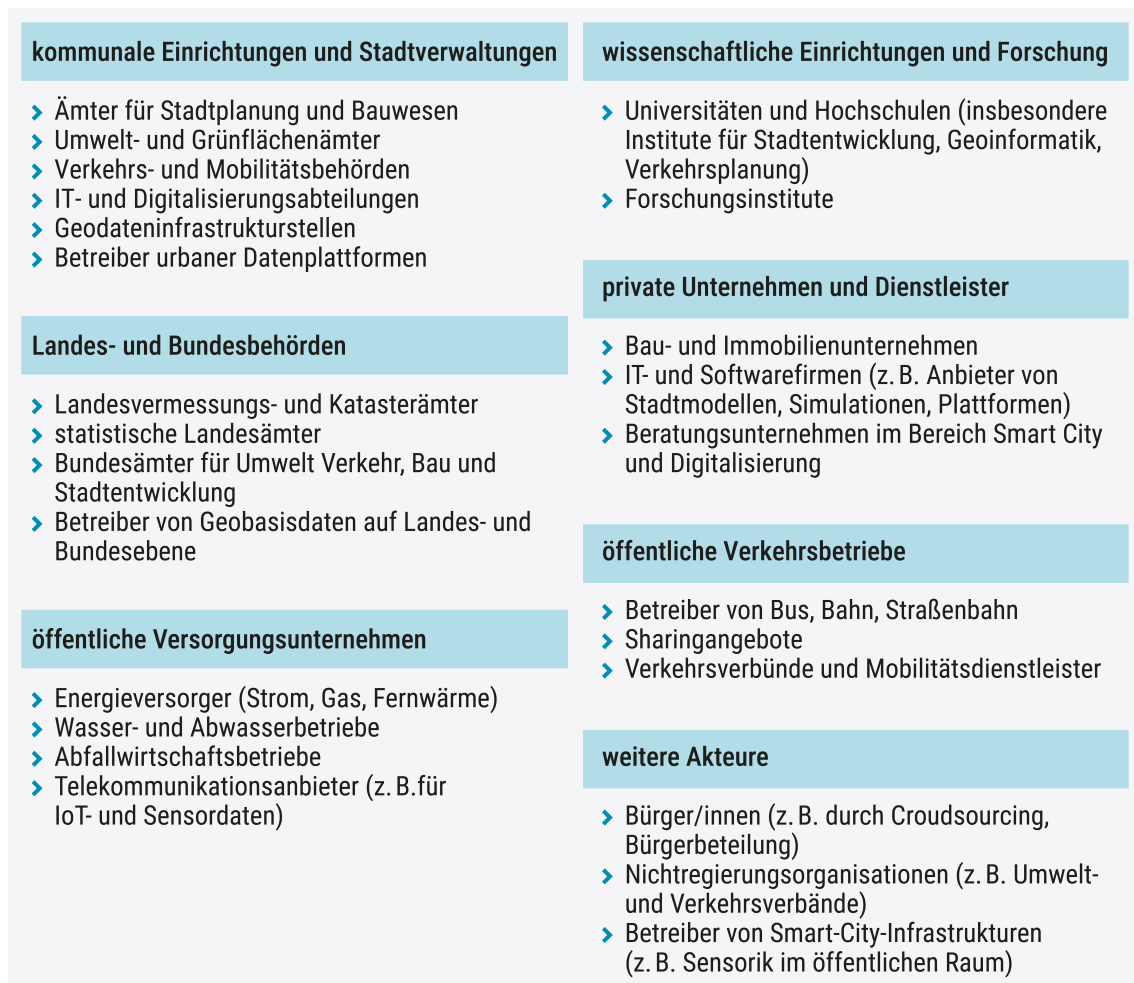 kommunale Einrichtungen und Stadtverwaltungen
Ämter für Stadtplanung und Bauwesen
Umwelt- und Grünflächenämter
Verkehrs- und Mobilitätsbehörden
IT- und Digitalisierungsabteilungen
Geodateninfrastrukturstellen
Betreiber urbaner Datenplattformen
Landes- und Bundesbehörden
Landesvermessungs- und Katasterämter
statistische Landesämter
Bundesämter für Umwelt Verkehr, Bau und
Stadtentwicklung
Betreiber von Geobasisdaten auf Landes- und
Bundesebene
öffentliche Versorgungsunternehmen
Energieversorger (Strom, Gas, Fernwärme)
Wasser- und Abwasserbetriebe
Abfallwirtschaftsbetriebe
Telekommunikationsanbieter (z. B.für
IoT- und Sensordaten)
wissenschaftliche Einrichtungen und Forschung
Universitäten und Hochschulen (insbesondere
Institute für Stadtentwicklung, Geoinformatik,
Verkehrsplanung)
Forschungsinstitute
private Unternehmen und Dienstleister
Bau- und Immobilienunternehmen
IT- und Softwarefirmen (z. B. Anbieter von
Stadtmodellen, Simulationen, Plattformen)
Beratungsunternehmen im Bereich Smart City
und Digitalisierung
öffentliche Verkehrsbetriebe
Betreiber von Bus, Bahn, Straßenbahn
Sharingangebote
Verkehrsverbünde und Mobilitätsdienstleister
weitere Akteure
Bürger/innen (z. B. durch Croudsourcing,
Bürgerbeteilung)
Nichtregierungsorganisationen (z. B. Umwelt-
und Verkehrsverbände)
Betreiber von Smart-City-Infrastrukturen
(z. B. Sensorik im öffentlichen Raum)